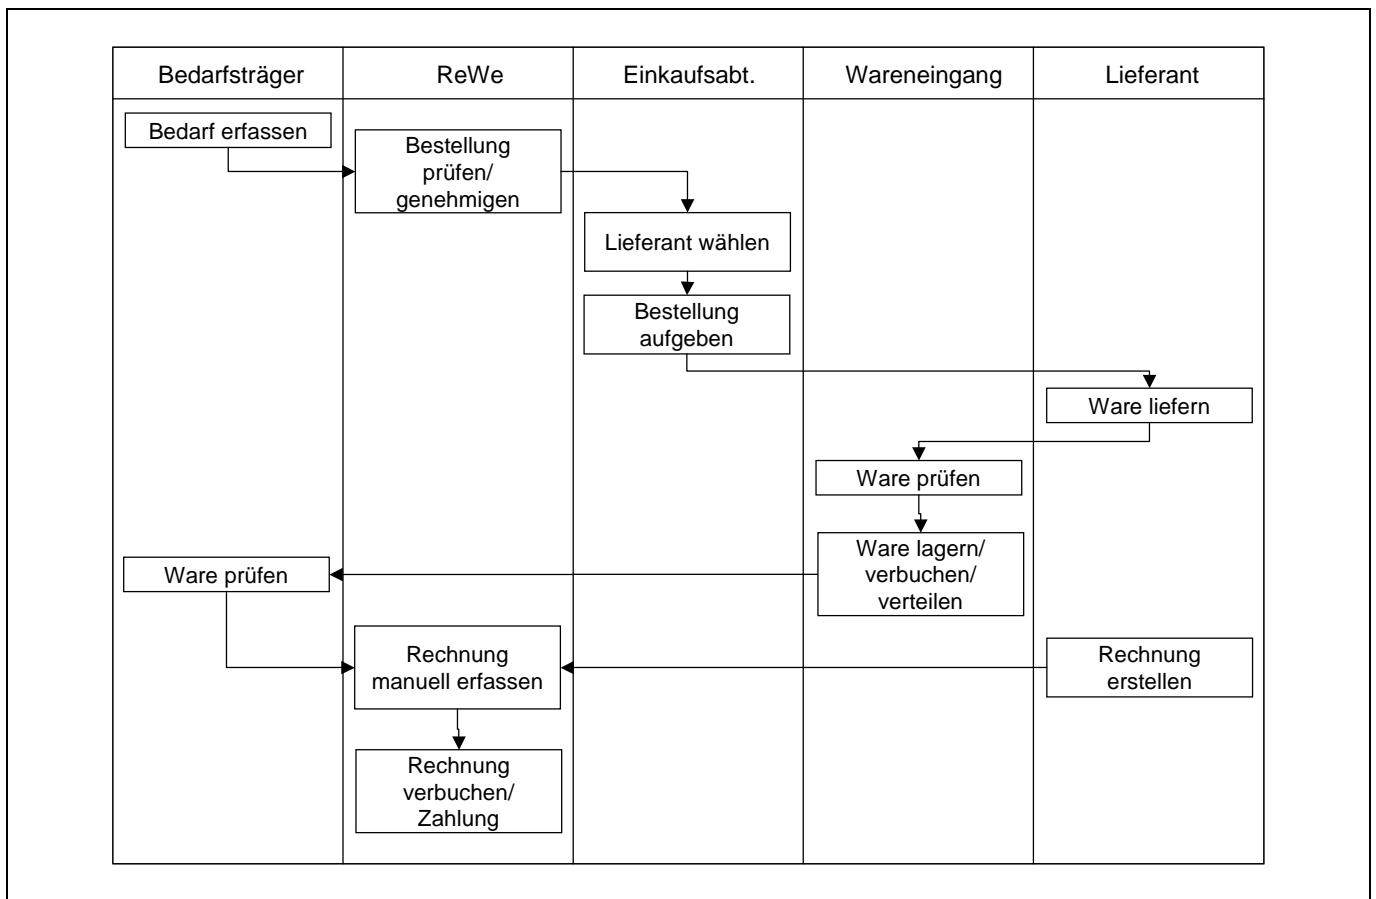 Bedarfsträger
ReWe
Einkaufsabt.
Wareneingang
Lieferant
Bedarf erfassen
Bestellung
prüfen/
genehmigen
Lieferant wählen
Bestellung
aufgeben
Ware liefern
Ware prüfen
Ware lagern/
verbuchen/
verteilen
Ware prüfen
Rechnung
manuell erfassen
Rechnung
erstellen
Rechnung
verbuchen/
Zahlung